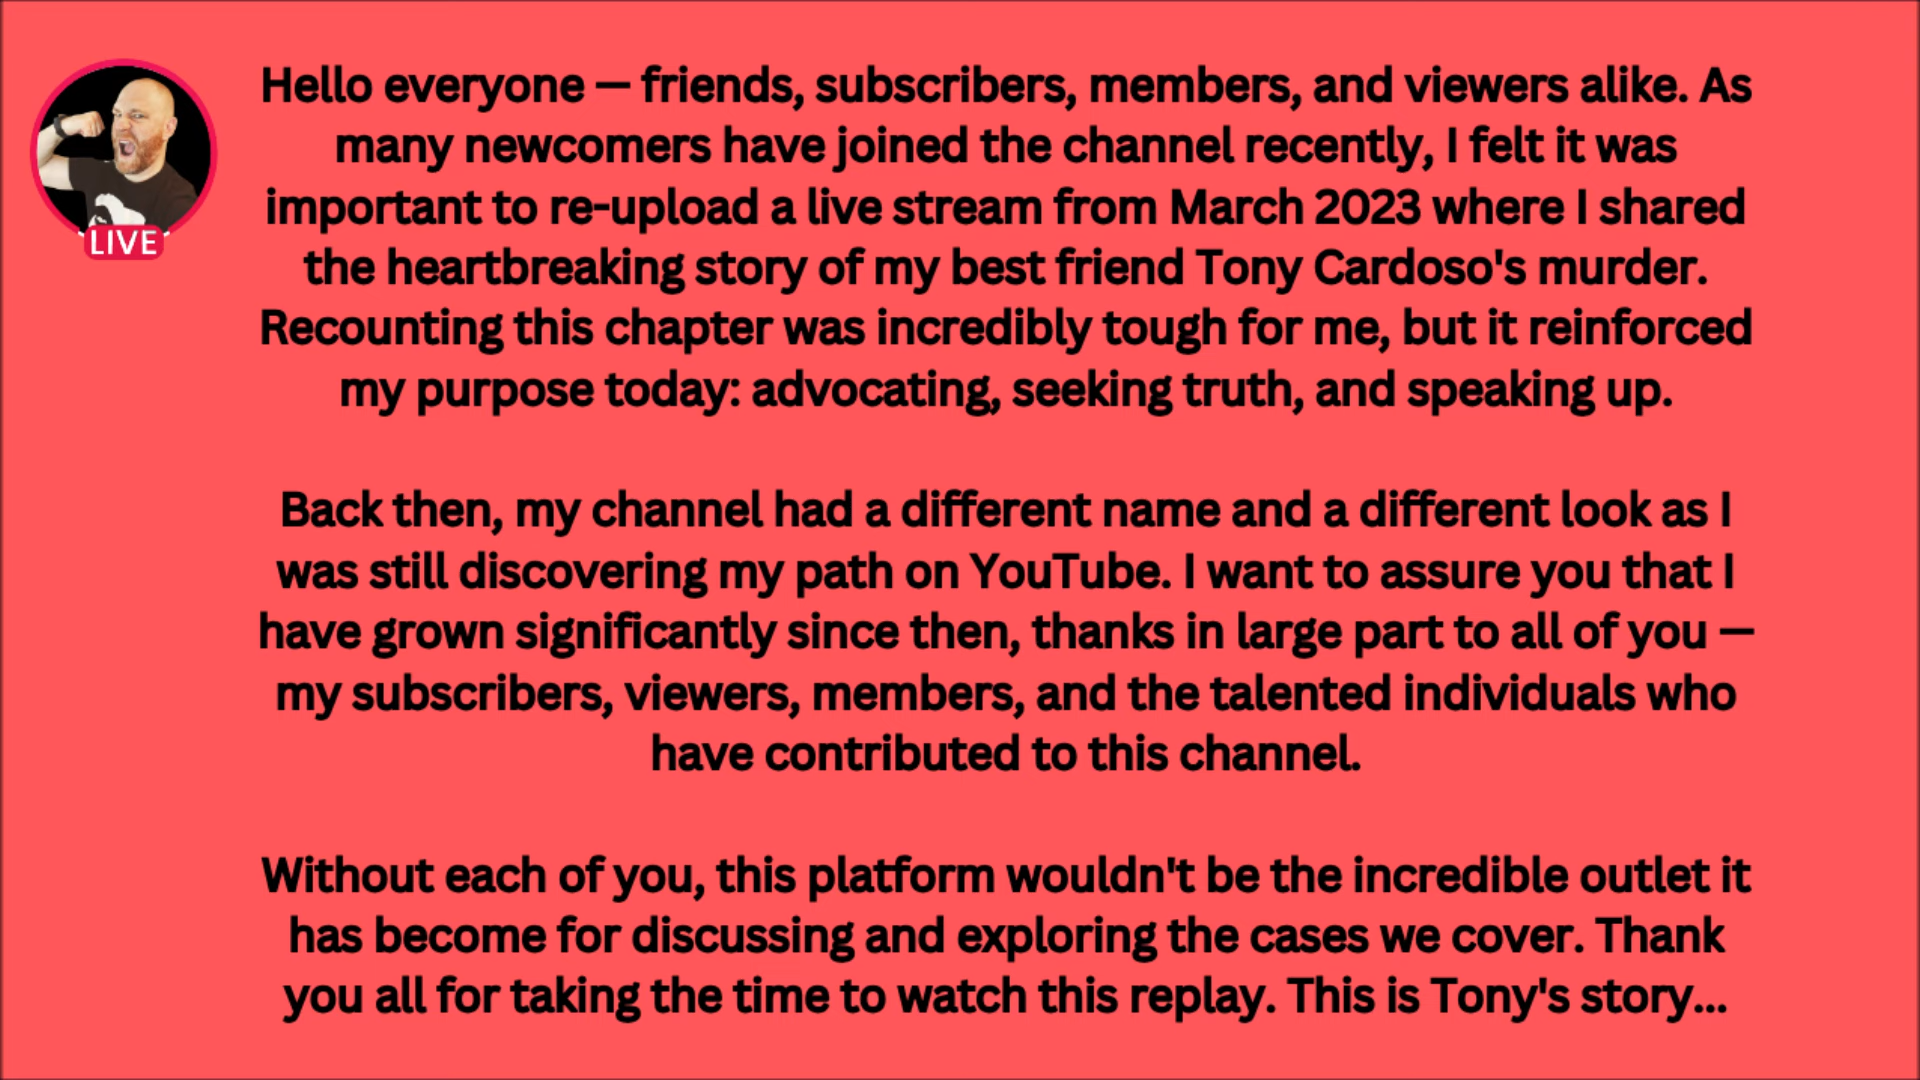 Hello everyone — friends, subscribers, members, and viewers alike. As
many newcomers have joined the channel recently, I felt it was
important to re-upload a live stream from March 2023 where I shared
the heartbreaking story of my best friend Tony Cardoso's murder.
Recounting this chapter was incredibly tough for me, but it reinforced
my purpose today: advocating, seeking truth, and speaking up.
Back then, my channel had a different name and a different look as I
was still discovering my path on YouTube. I want to assure you that I
have grown significantly since then, thanks in large part to all of you —
my subscribers, viewers, members, and the talented individuals who
have contributed to this channel.
Without each of you, this platform wouldn't be the incredible outlet it
has become for discussing and exploring the cases we cover. Thank
you all for taking the time to watch this replay. This is Tony's story...
LIVE